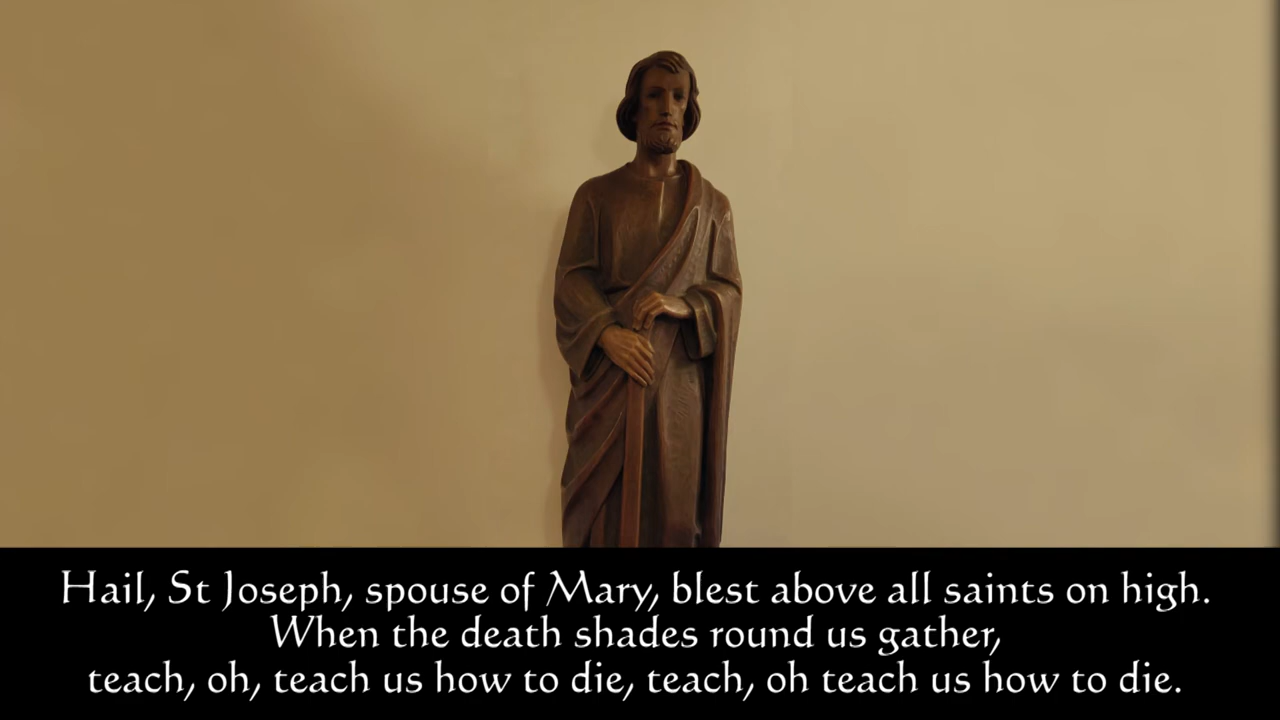 Hail, St Joseph, spouse of Mary, blest above all saints on high.
When the death shades round us gather,
teach, oh, teach us how to die, teach, oh teach us how to die.